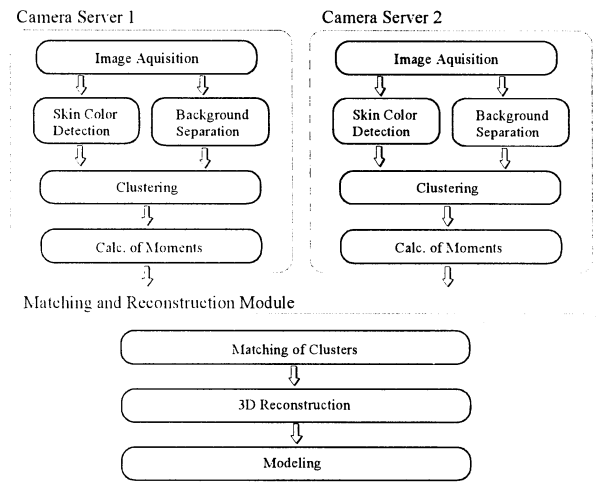 Camera Server 1
Image Aquisition
Skin Color
Detection
Background
Separation
Clustering
Calc. of Moments
Camera Server 2
Image Aquisition
Skin Color
Detection
Background
Separation
Clustering
Calc. of Moments
Matching and Reconstruction Module
Matching of Clusters
3D Reconstruction
Modeling